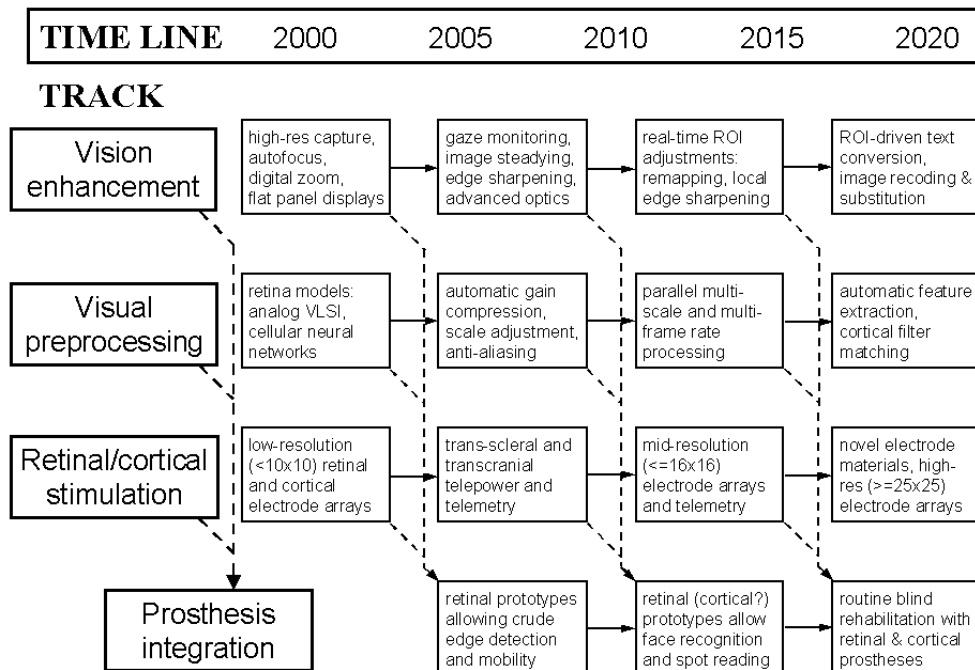 TIME LINE 2000 2005 2010 2015 2020
TRACK
Vision
enhancement
high-res capture,
autofocus,
digital zoom,
flat panel displays
gaze monitoring,
image steadying,
edge sharpening,
advanced optics
real-time ROI
adjustments:
remapping, local
edge sharpening
ROI-driven text
conversion,
image recoding &
substitution
Visual
preprocessing
retina models:
analog VLSI,
cellular neural
networks
automatic gain
compression,
scale adjustment,
anti-aliasing
parallel multi-
scale and multi-
frame rate
processing
automatic feature
extraction,
cortical filter
matching
Retinal/cortical
stimulation
low-resolution
(<10x10) retinal
and cortical
electrode arrays
trans-scleral and
transcranial
telepower and
telemetry
mid-resolution
(<=16x16)
electrode arrays
and telemetry
novel electrode
materials, high-
res (>=25x25)
electrode arrays
Prosthesis
integration
retinal prototypes
allowing crude
edge detection
and mobility
retinal (cortical?)
prototypes allow
face recognition
and spot reading
routine blind
rehabilitation with
retinal & cortical
prostheses